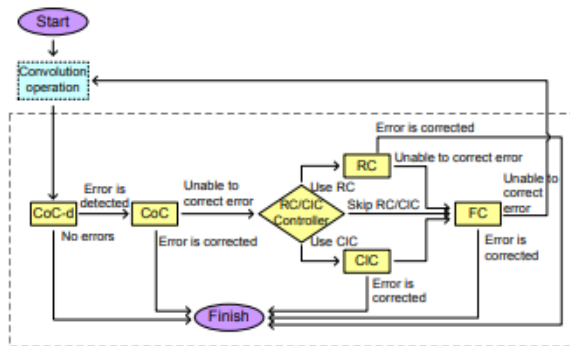 Start
Convolution
operation
Error is corrected
RC
Unable to correct error
Unable to
correct
error
Use RC
Error is
detected
Unable to
correct error
CoC-d
CoC
RC/CIC
Controller
Skip RC/CIC
FC
No errors
Error is corrected
Use CIC
CIC
Error is
corrected
Error is
corrected
Finish